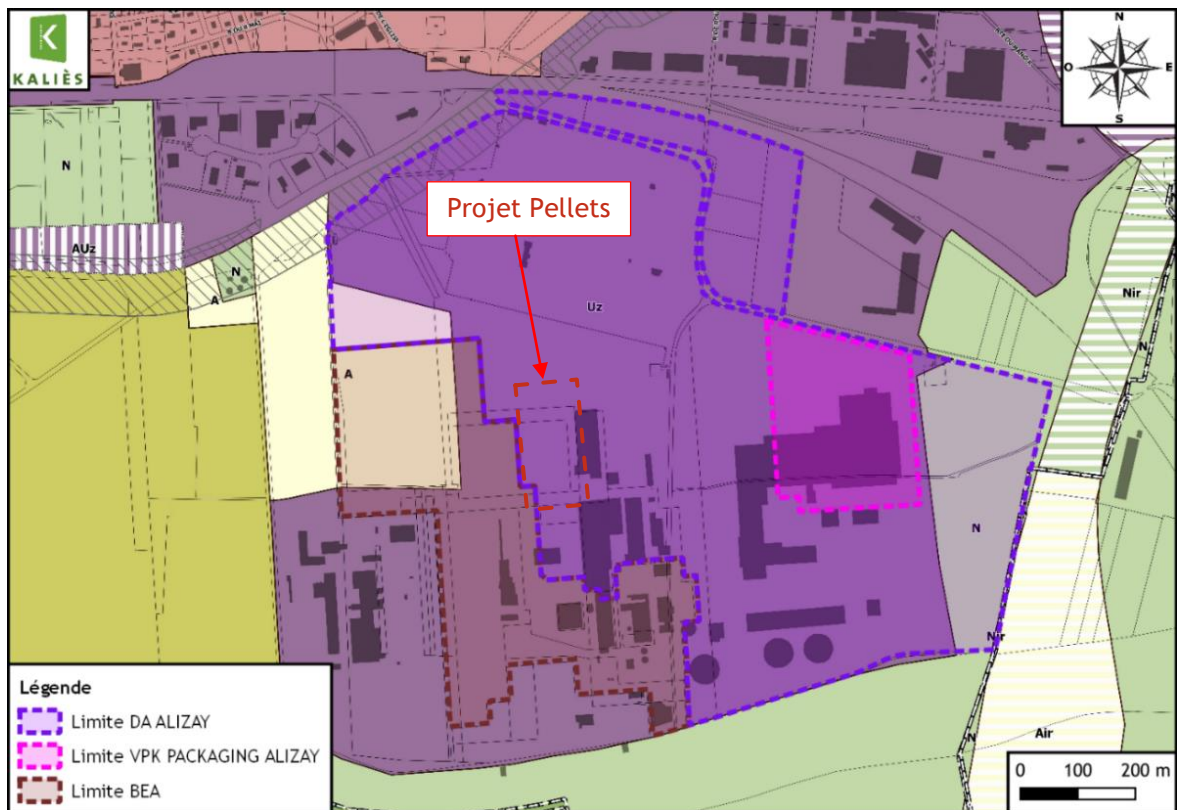 KALIÈS
N
O
E
S
N
AUz
N
A
Projet Pellets
Uz
Nir
N
A
N
Nir
N
Air
Légende
Limite DA ALIZAY
Limite VPK PACKAGING ALIZAY
Limite BEA
0 100 200 m